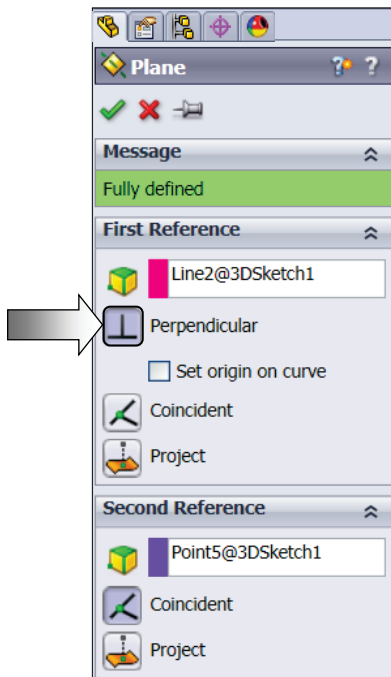 Plane ? ?
Message
Fully defined
First Reference
Line2@3DSketch1
Perpendicular
Set origin on curve
Coincident
Project
Second Reference
Point5@3DSketch1
Coincident
Project